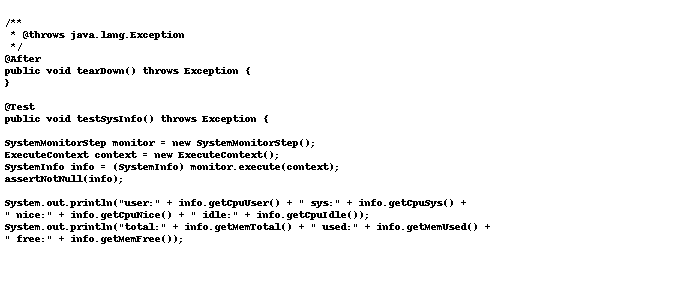 /**
 * @throws java.lang.Exception
 */
@After
public void tearDown() throws Exception {
}
@Test
public void testSysInfo() throws Exception {
SystemMonitorStep monitor = new SystemMonitorStep();
ExecuteContext context = new ExecuteContext();
SystemInfo info = (SystemInfo) monitor.execute(context);
assertNotNull(info);
System.out.println("user:" + info.getCpuUser() + " sys:" + info.getCpuSys() +
" nice:" + info.getCpuNice() + " idle:" + info.getCpuIdle());
System.out.println("total:" + info.getMemTotal() + " used:" + info.getMemUsed() +
" free:" + info.getMemFree());